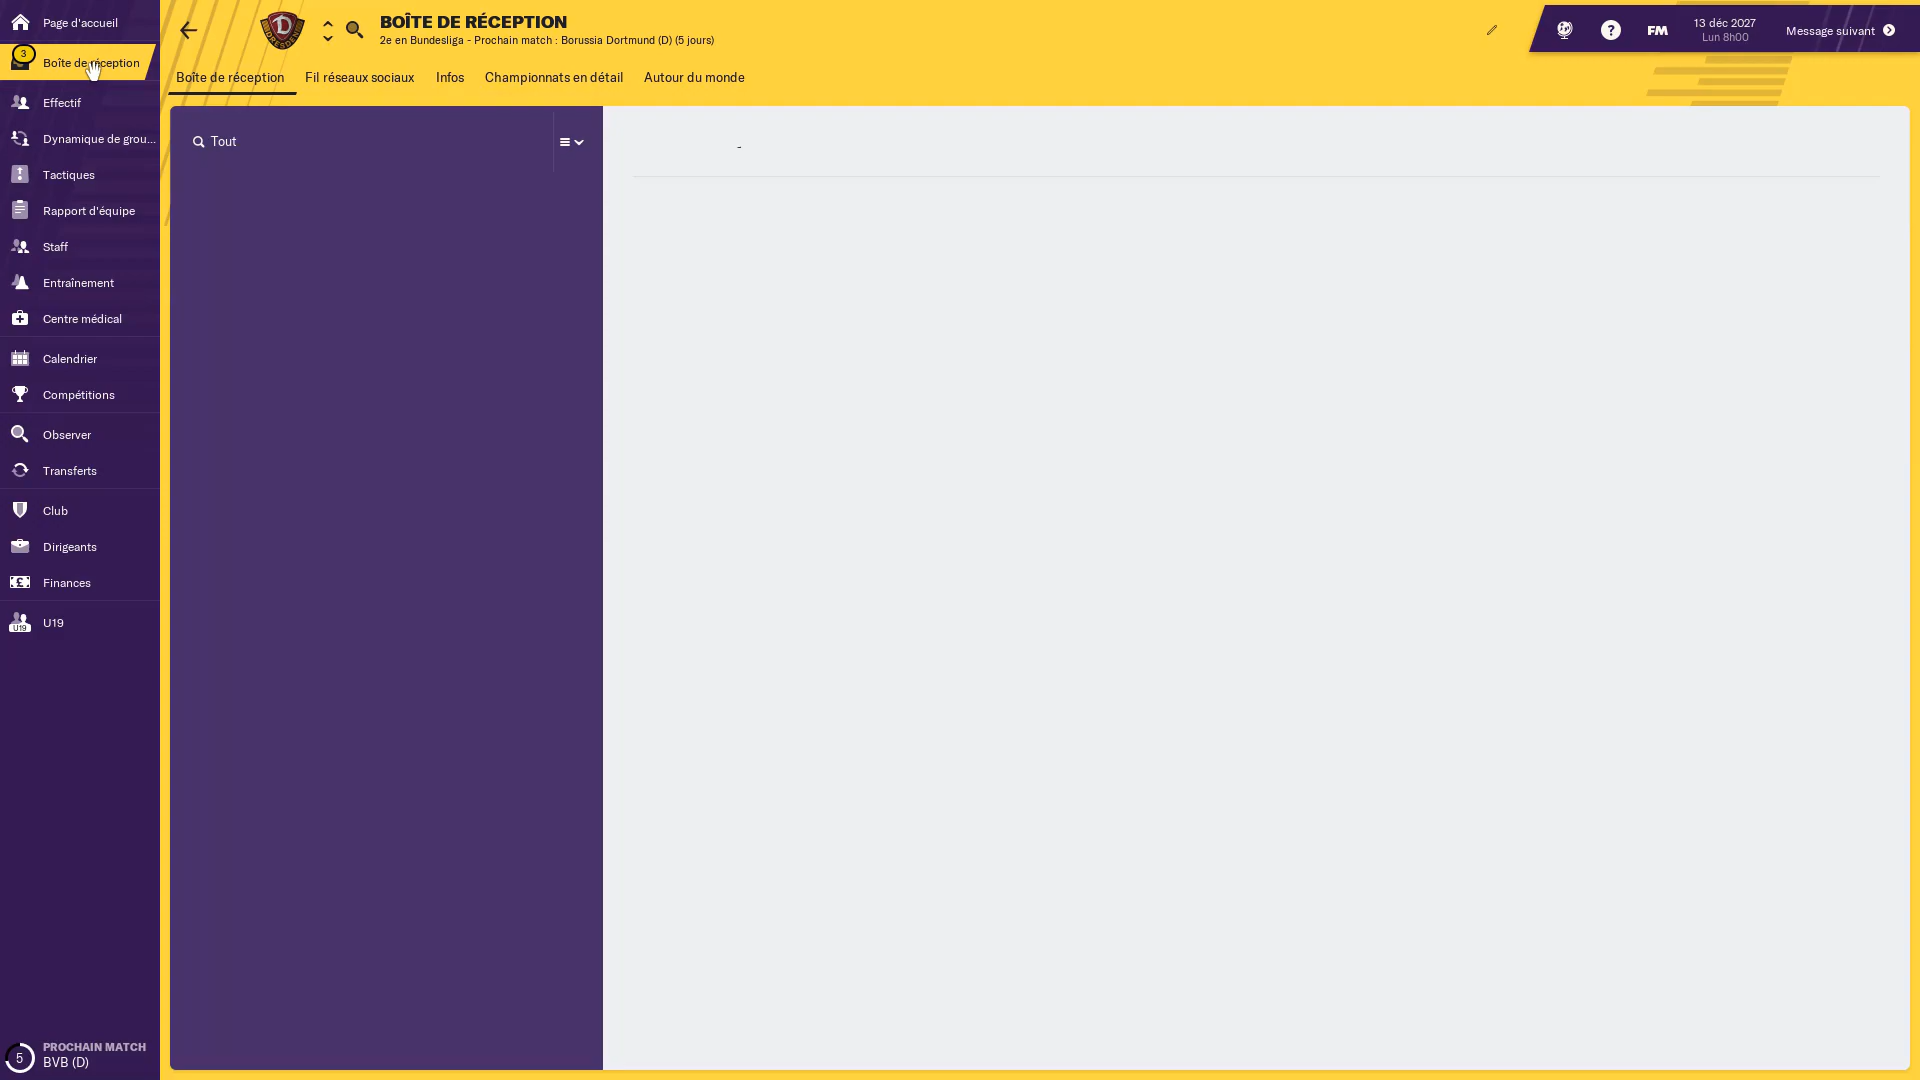 Page d'accueil
3
Boîte de réception
Effectif
Dynamique de grou...
Tactiques
Rapport d'équipe
Staff
Entraînement
Centre médical
Calendrier
Compétitions
Observer
Transferts
Club
Dirigeants
Finances
U19
U19
5
PROCHAIN MATCH
BVB (D)
BOÎTE DE RÉCEPTION
2e en Bundesliga - Prochain match : Borussia Dortmund (D) (5 jours)
D
DRESDEN
?
FM
13 déc 2027
Lun 8h00
Message suivant
Boîte de réception
Fil réseaux sociaux
Infos
Championnats en détail
Autour du monde
Tout
-